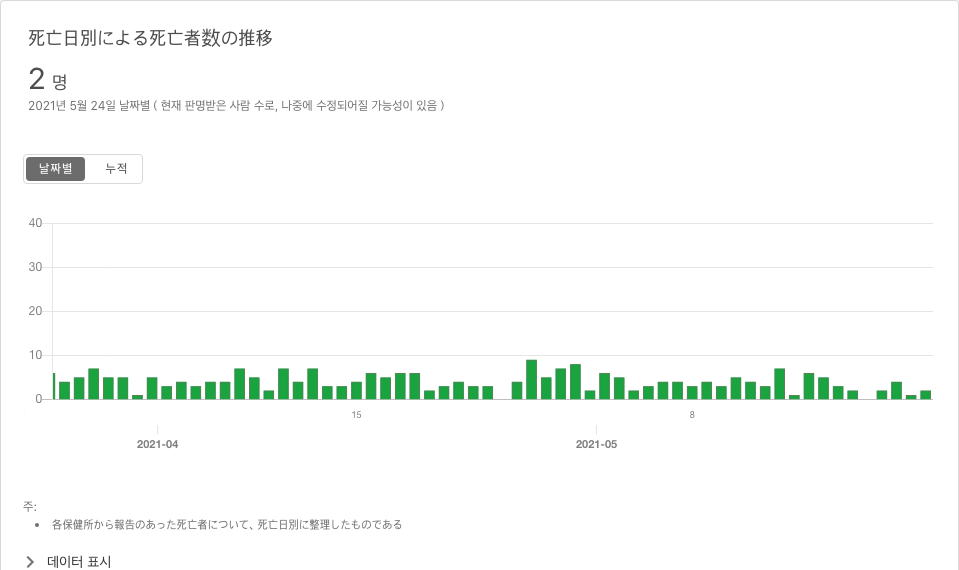 死亡日別による死亡者数の推移
2 명
2021년 5월 24일 날짜별 ( 현재 판명받은 사람 수로, 나중에 수정되어질 가능성이 있음 )
날짜별 누적
40
30
20
10
0
15 8
2021-04 2021-05
주:
• 各保健所から報告のあった死亡者について、死亡日別に整理したものである
데이터 표시